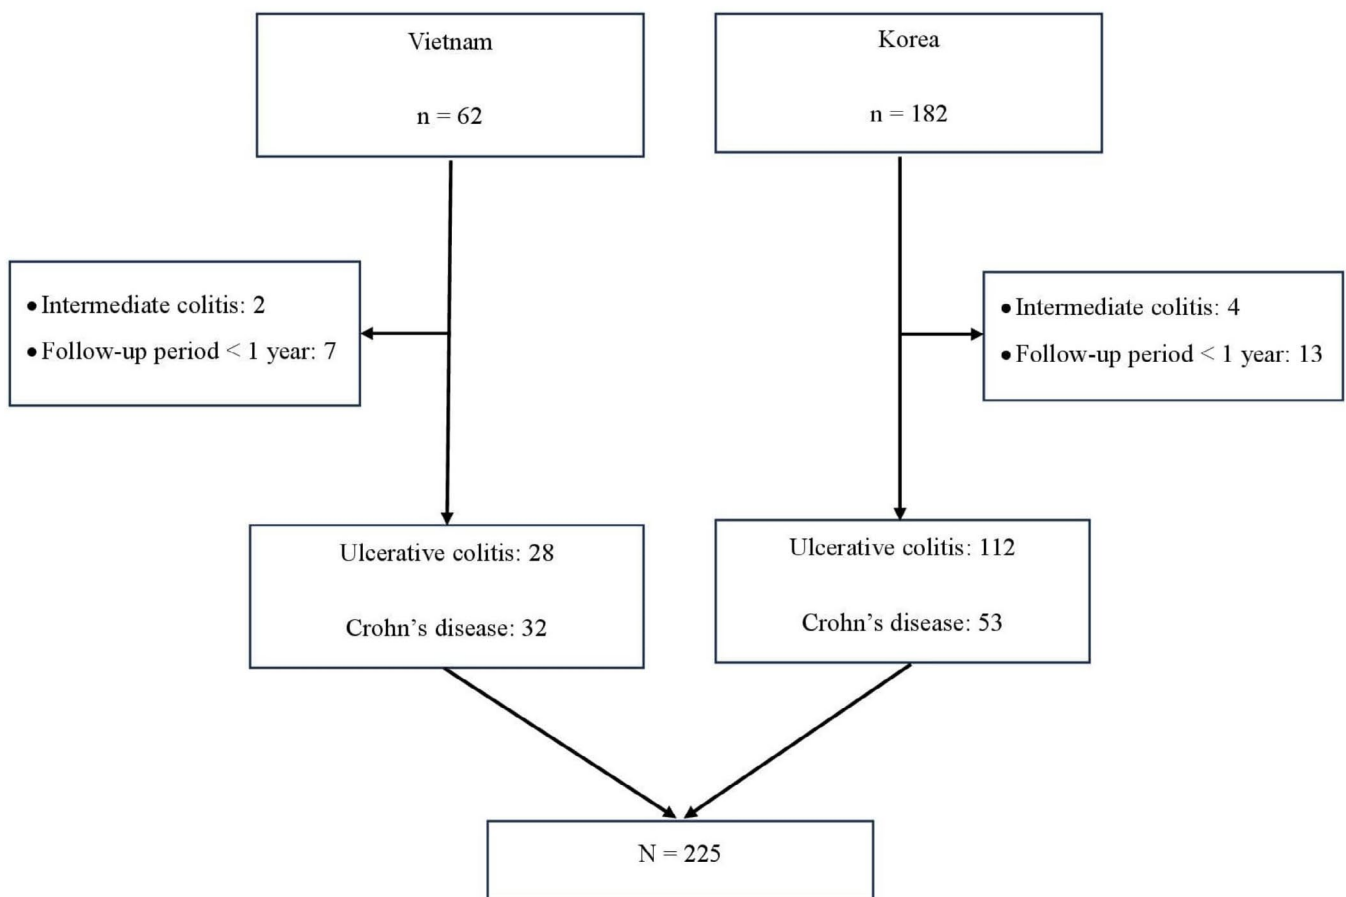 Vietnam
n = 62
Korea
n = 182
• Intermediate colitis: 2
• Follow-up period < 1 year: 7
• Intermediate colitis: 4
• Follow-up period < 1 year: 13
Ulcerative colitis: 28
Crohn’s disease: 32
Ulcerative colitis: 112
Crohn’s disease: 53
N = 225